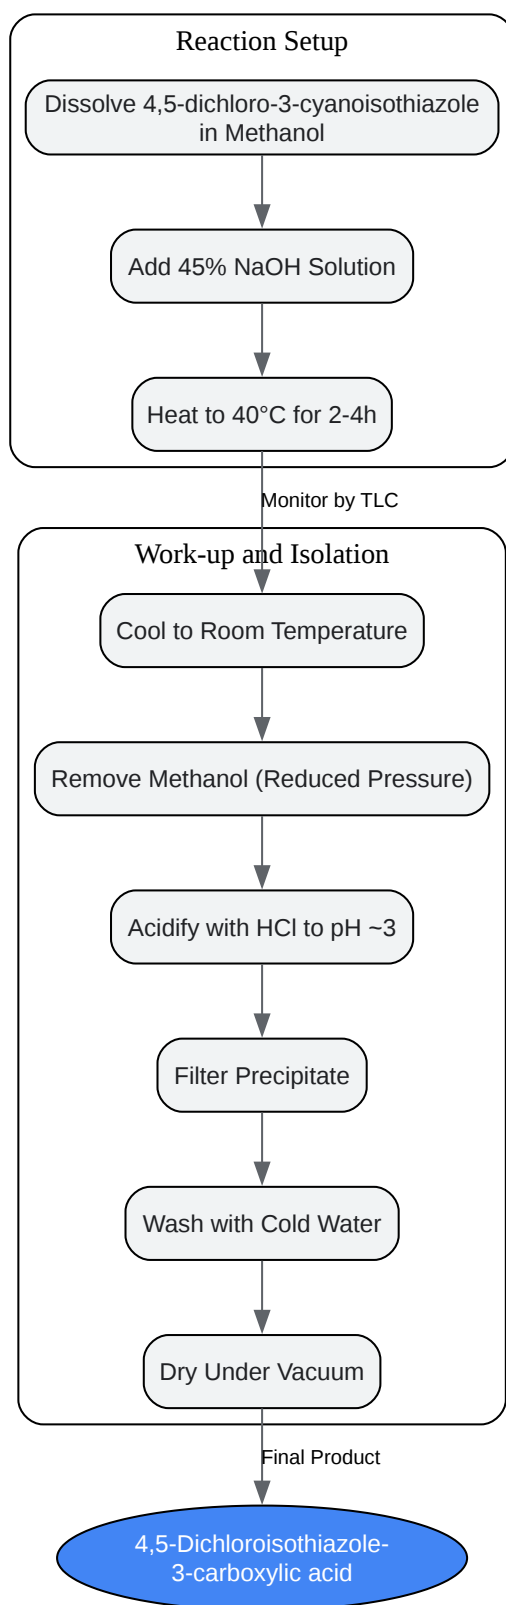 Reaction Setup
Dissolve 4,5-dichloro-3-cyanoisothiazole
in Methanol
Add 45% NaOH Solution
Heat to 40°C for 2-4h
Monitor by TLC
Work-up and Isolation
Cool to Room Temperature
Remove Methanol (Reduced Pressure)
Acidify with HCl to pH ~3
Filter Precipitate
Wash with Cold Water
Dry Under Vacuum
Final Product
4,5-Dichloroisothiazole-
3-carboxylic acid